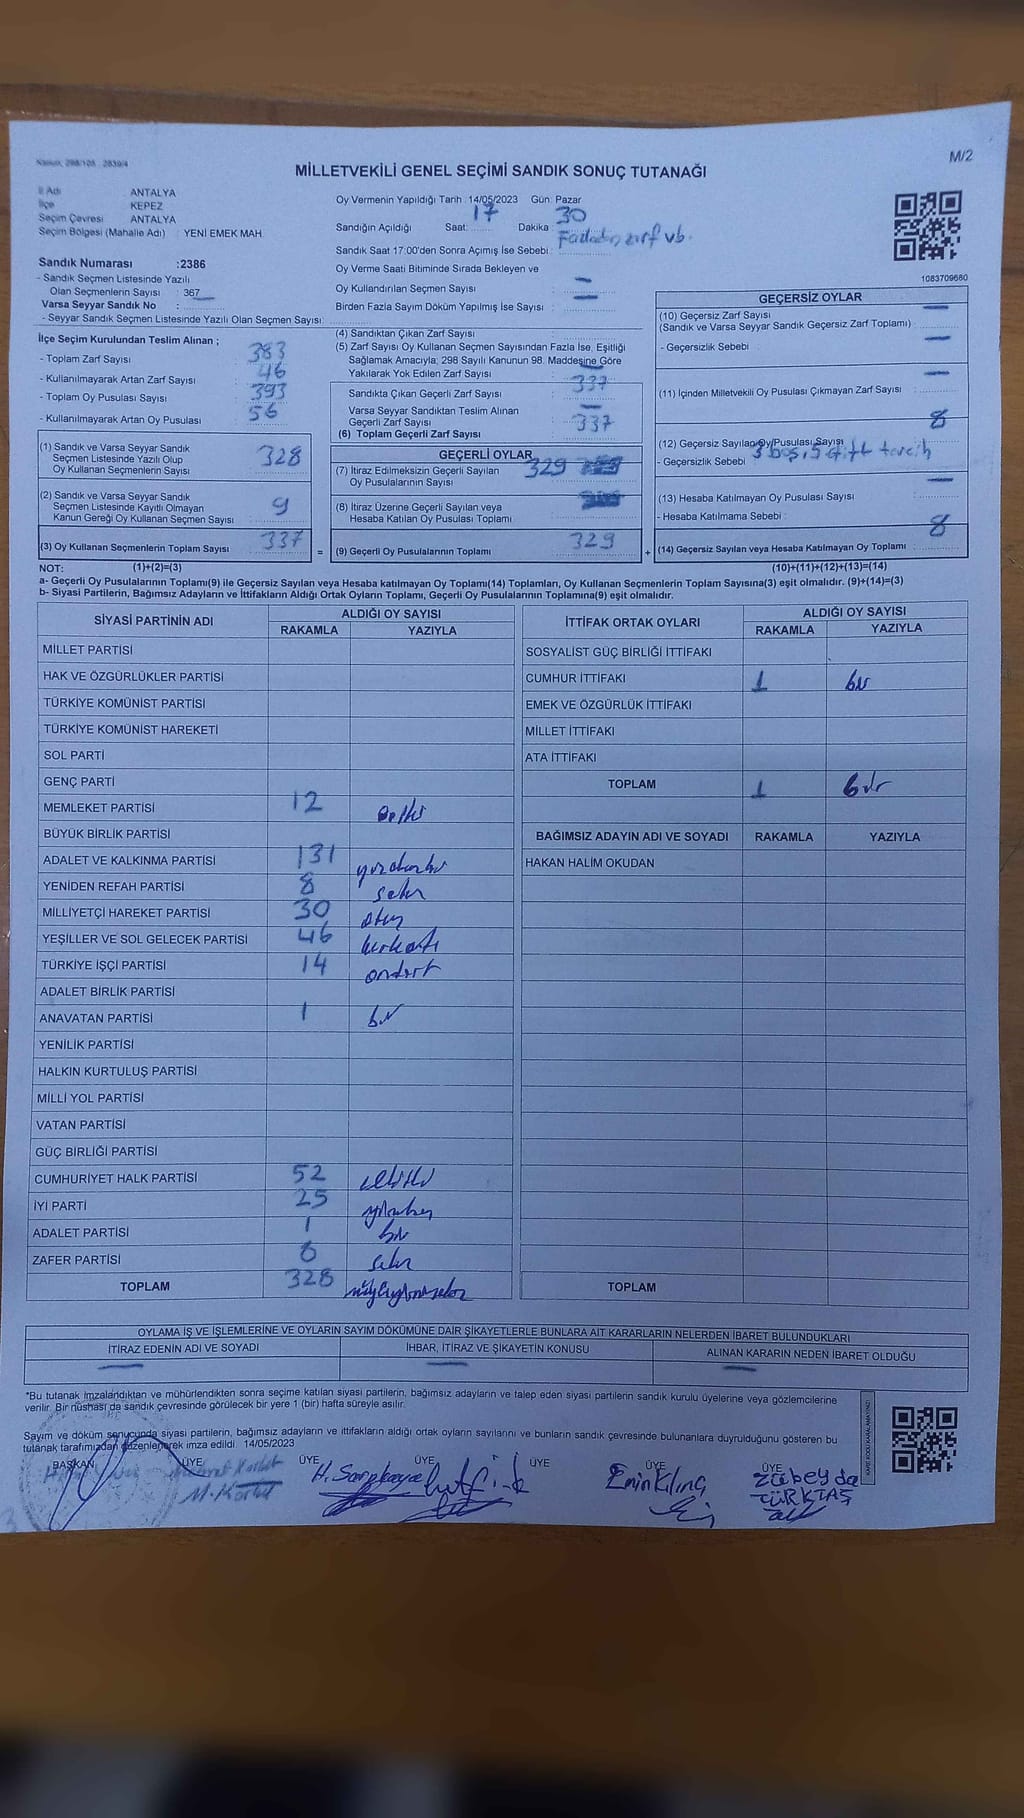 Kanun, 298/105 : 2839/4
M/2
MİLLETVEKİLİ GENEL SEÇİMİ SANDIK SONUÇ TUTANAĞI
İl Adı ANTALYA
İlçe KEPEZ
Seçim Çevresi ANTALYA
Seçim Bölgesi (Mahalle Adı) : YENİ EMEK MAH.
Sandık Numarası :2386
- Sandık Seçmen Listesinde Yazılı
Olan Seçmenlerin Sayısı : 367
Varsa Seyyar Sandık No :
- Seyyar Sandık Seçmen Listesinde Yazılı Olan Seçmen Sayısı:
Oy Vermenin Yapıldığı Tarih : 14/05/2023 Gün: Pazar
Sandığın Açıldığı Saat: 17 Dakika : 30
Sandık Saat 17:00'den Sonra Açımış İse Sebebi : Fazladan zarf vb.
Oy Verme Saati Bitiminde Sırada Bekleyen ve
Oy Kullandırılan Seçmen Sayısı : —
Birden Fazla Sayım Döküm Yapılmış İse Sayısı : —
1083709680
İlçe Seçim Kurulundan Teslim Alınan ;
- Toplam Zarf Sayısı : 383
- Kullanılmayarak Artan Zarf Sayısı : 46
- Toplam Oy Pusulası Sayısı : 393
- Kullanılmayarak Artan Oy Pusulası : 56
(1) Sandık ve Varsa Seyyar Sandık
Seçmen Listesinde Yazılı Olup
Oy Kullanan Seçmenlerin Sayısı 328
(2) Sandık ve Varsa Seyyar Sandık
Seçmen Listesinde Kayıtlı Olmayan
Kanun Gereği Oy Kullanan Seçmen Sayısı 9
(3) Oy Kullanan Seçmenlerin Toplam Sayısı 337
(4) Sandıktan Çıkan Zarf Sayısı
(5) Zarf Sayısı Oy Kullanan Seçmen Sayısından Fazla İse, Eşitliği
Sağlamak Amacıyla; 298 Sayılı Kanunun 98. Maddesine Göre
Yakılarak Yok Edilen Zarf Sayısı : —
Sandıkta Çıkan Geçerli Zarf Sayısı : 337
Varsa Seyyar Sandıktan Teslim Alınan
Geçerli Zarf Sayısı : —
(6) Toplam Geçerli Zarf Sayısı : 337
GEÇERLİ OYLAR
(7) İtiraz Edilmeksizin Geçerli Sayılan 329
Oy Pusulalarının Sayısı
(8) İtiraz Üzerine Geçerli Sayılan veya
Hesaba Katılan Oy Pusulası Toplamı
= (9) Geçerli Oy Pusulalarının Toplamı 329
GEÇERSİZ OYLAR
(10) Geçersiz Zarf Sayısı —
(Sandık ve Varsa Seyyar Sandık Geçersiz Zarf Toplamı) :
- Geçersizlik Sebebi : —
(11) İçinden Milletvekili Oy Pusulası Çıkmayan Zarf Sayısı : —
(12) Geçersiz Sayılan Oy Pusulası Sayısı 8
- Geçersizlik Sebebi : 3 boş, 5 çift tercih
(13) Hesaba Katılmayan Oy Pusulası Sayısı —
- Hesaba Katılmama Sebebi :
+ (14) Geçersiz Sayılan veya Hesaba Katılmayan Oy Toplamı : 8
NOT: (1)+(2)=(3) (10)+(11)+(12)+(13)=(14)
a- Geçerli Oy Pusulalarının Toplamı(9) ile Geçersiz Sayılan veya Hesaba katılmayan Oy Toplamı(14) Toplamları, Oy Kullanan Seçmenlerin Toplam Sayısına(3) eşit olmalıdır. (9)+(14)=(3)
b- Siyasi Partilerin, Bağımsız Adayların ve İttifakların Aldığı Ortak Oyların Toplamı, Geçerli Oy Pusulalarının Toplamına(9) eşit olmalıdır.
SİYASİ PARTİNİN ADI ALDIĞI OY SAYISI
RAKAMLA YAZIYLA
MİLLET PARTİSİ
HAK VE ÖZGÜRLÜKLER PARTİSİ
TÜRKİYE KOMÜNİST PARTİSİ
TÜRKİYE KOMÜNİST HAREKETİ
SOL PARTİ
GENÇ PARTİ
MEMLEKET PARTİSİ 12
BÜYÜK BİRLİK PARTİSİ
ADALET VE KALKINMA PARTİSİ 131
YENİDEN REFAH PARTİSİ 8 sekiz
MİLLİYETÇİ HAREKET PARTİSİ 30 otuz
YEŞİLLER VE SOL GELECEK PARTİSİ 46 kırkaltı
TÜRKİYE İŞÇİ PARTİSİ 14 ondört
ADALET BİRLİK PARTİSİ
ANAVATAN PARTİSİ 1 bir
YENİLİK PARTİSİ
HALKIN KURTULUŞ PARTİSİ
MİLLİ YOL PARTİSİ
VATAN PARTİSİ
GÜÇ BİRLİĞİ PARTİSİ
CUMHURİYET HALK PARTİSİ 52 elliiki
İYİ PARTİ 25 yirmibeş
ADALET PARTİSİ 1 bir
ZAFER PARTİSİ 8 sekiz
TOPLAM 328 üçyüzyirmisekiz
İTTİFAK ORTAK OYLARI ALDIĞI OY SAYISI
RAKAMLA YAZIYLA
SOSYALİST GÜÇ BİRLİĞİ İTTİFAKI
CUMHUR İTTİFAKI 1 bir
EMEK VE ÖZGÜRLÜK İTTİFAKI
MİLLET İTTİFAKI
ATA İTTİFAKI
TOPLAM 1 bir
BAĞIMSIZ ADAYIN ADI VE SOYADI RAKAMLA YAZIYLA
HAKAN HALİM OKUDAN
TOPLAM
OYLAMA İŞ VE İŞLEMLERİNE VE OYLARIN SAYIM DÖKÜMÜNE DAİR ŞİKAYETLERLE BUNLARA AİT KARARLARIN NELERDEN İBARET BULUNDUKLARI
İTİRAZ EDENİN ADI VE SOYADI İHBAR, İTİRAZ VE ŞİKAYETİN KONUSU ALINAN KARARIN NEDEN İBARET OLDUĞU
— — —
*Bu tutanak imzalandıktan ve mühürlendikten sonra seçime katılan siyasi partilerin, bağımsız adayların ve talep eden siyasi partilerin sandık kurulu üyelerine veya gözlemcilerine
verilir. Bir nüshası da sandık çevresinde görülecek bir yere 1 (bir) hafta süreyle asılır.
Sayım ve döküm sonucunda siyasi partilerin, bağımsız adayların ve ittifakların aldığı ortak oyların sayılarını ve bunların sandık çevresinde bulunanlara duyrulduğunu gösteren bu
tutanak tarafımızdan düzenlenerek imza edildi. 14/05/2023
BAŞKAN ÜYE ÜYE ÜYE ÜYE ÜYE ÜYE
M. Kortut H. Sarıkaya Lutfi Emin Kılınç Zübeyda
TÜRKTAŞ